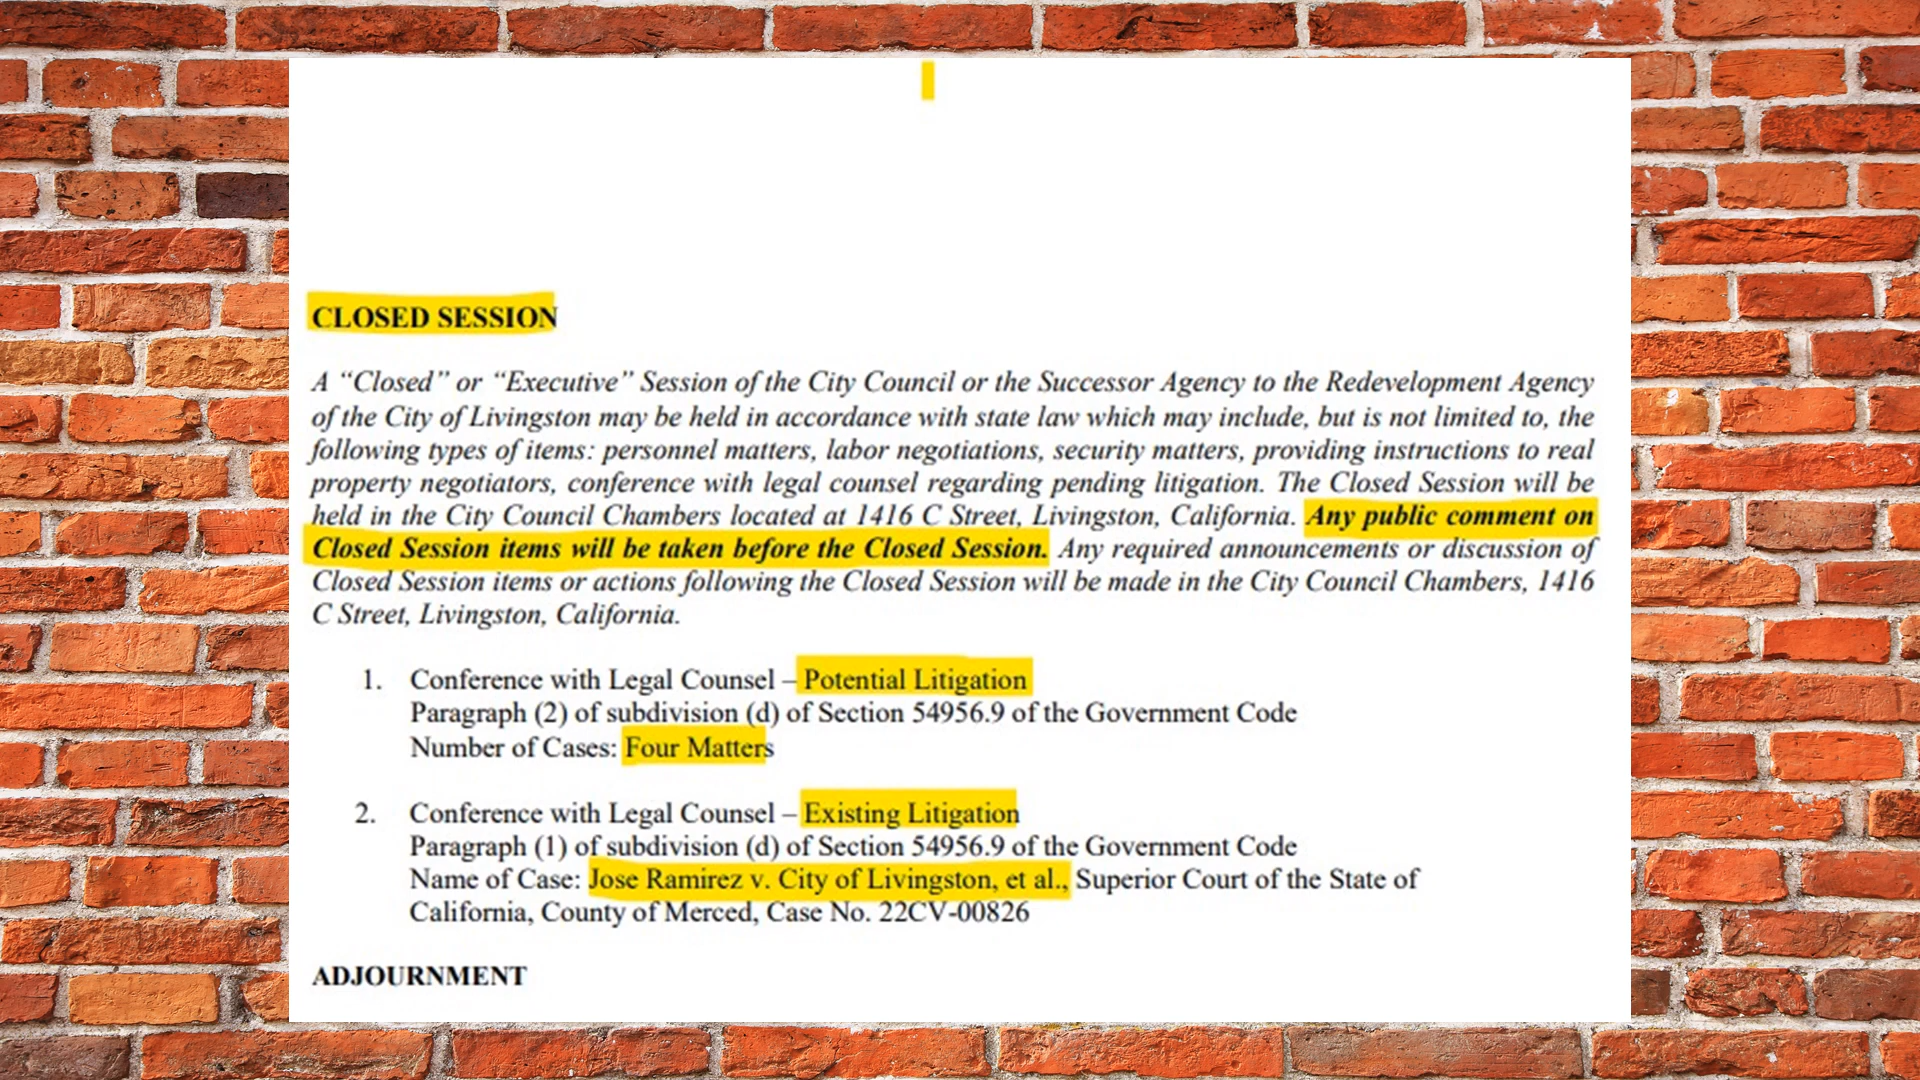 CLOSED SESSION
A “Closed” or “Executive” Session of the City Council or the Successor Agency to the Redevelopment Agency
of the City of Livingston may be held in accordance with state law which may include, but is not limited to, the
following types of items: personnel matters, labor negotiations, security matters, providing instructions to real
property negotiators, conference with legal counsel regarding pending litigation. The Closed Session will be
held in the City Council Chambers located at 1416 C Street, Livingston, California. Any public comment on
Closed Session items will be taken before the Closed Session. Any required announcements or discussion of
Closed Session items or actions following the Closed Session will be made in the City Council Chambers, 1416
C Street, Livingston, California.
1. Conference with Legal Counsel – Potential Litigation
Paragraph (2) of subdivision (d) of Section 54956.9 of the Government Code
Number of Cases: Four Matters
2. Conference with Legal Counsel – Existing Litigation
Paragraph (1) of subdivision (d) of Section 54956.9 of the Government Code
Name of Case: Jose Ramirez v. City of Livingston, et al., Superior Court of the State of
California, County of Merced, Case No. 22CV-00826
ADJOURNMENT